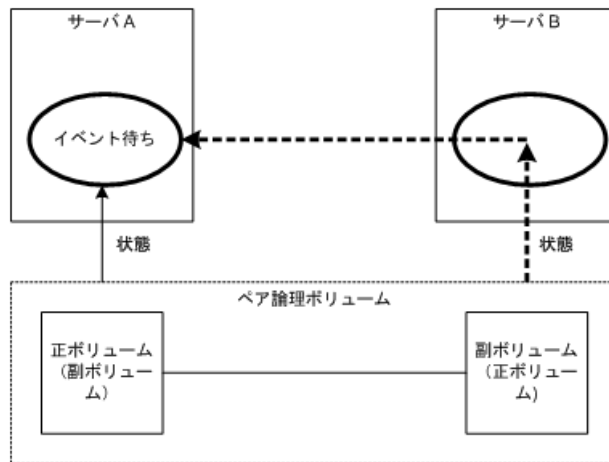 サーバA
サーバB
イベント待ち
状態
状態
ペア論理ボリューム
正ボリューム
（副ボリュー
ム）
副ボリューム
（正ボリュー
ム)